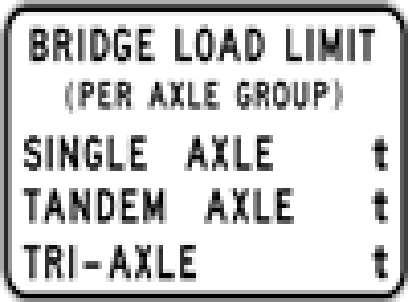 BRIDGE LOAD LIMIT
(PER AXLE GROUP)
SINGLE AXLE t
TANDEM AXLE t
TRI-AXLE t